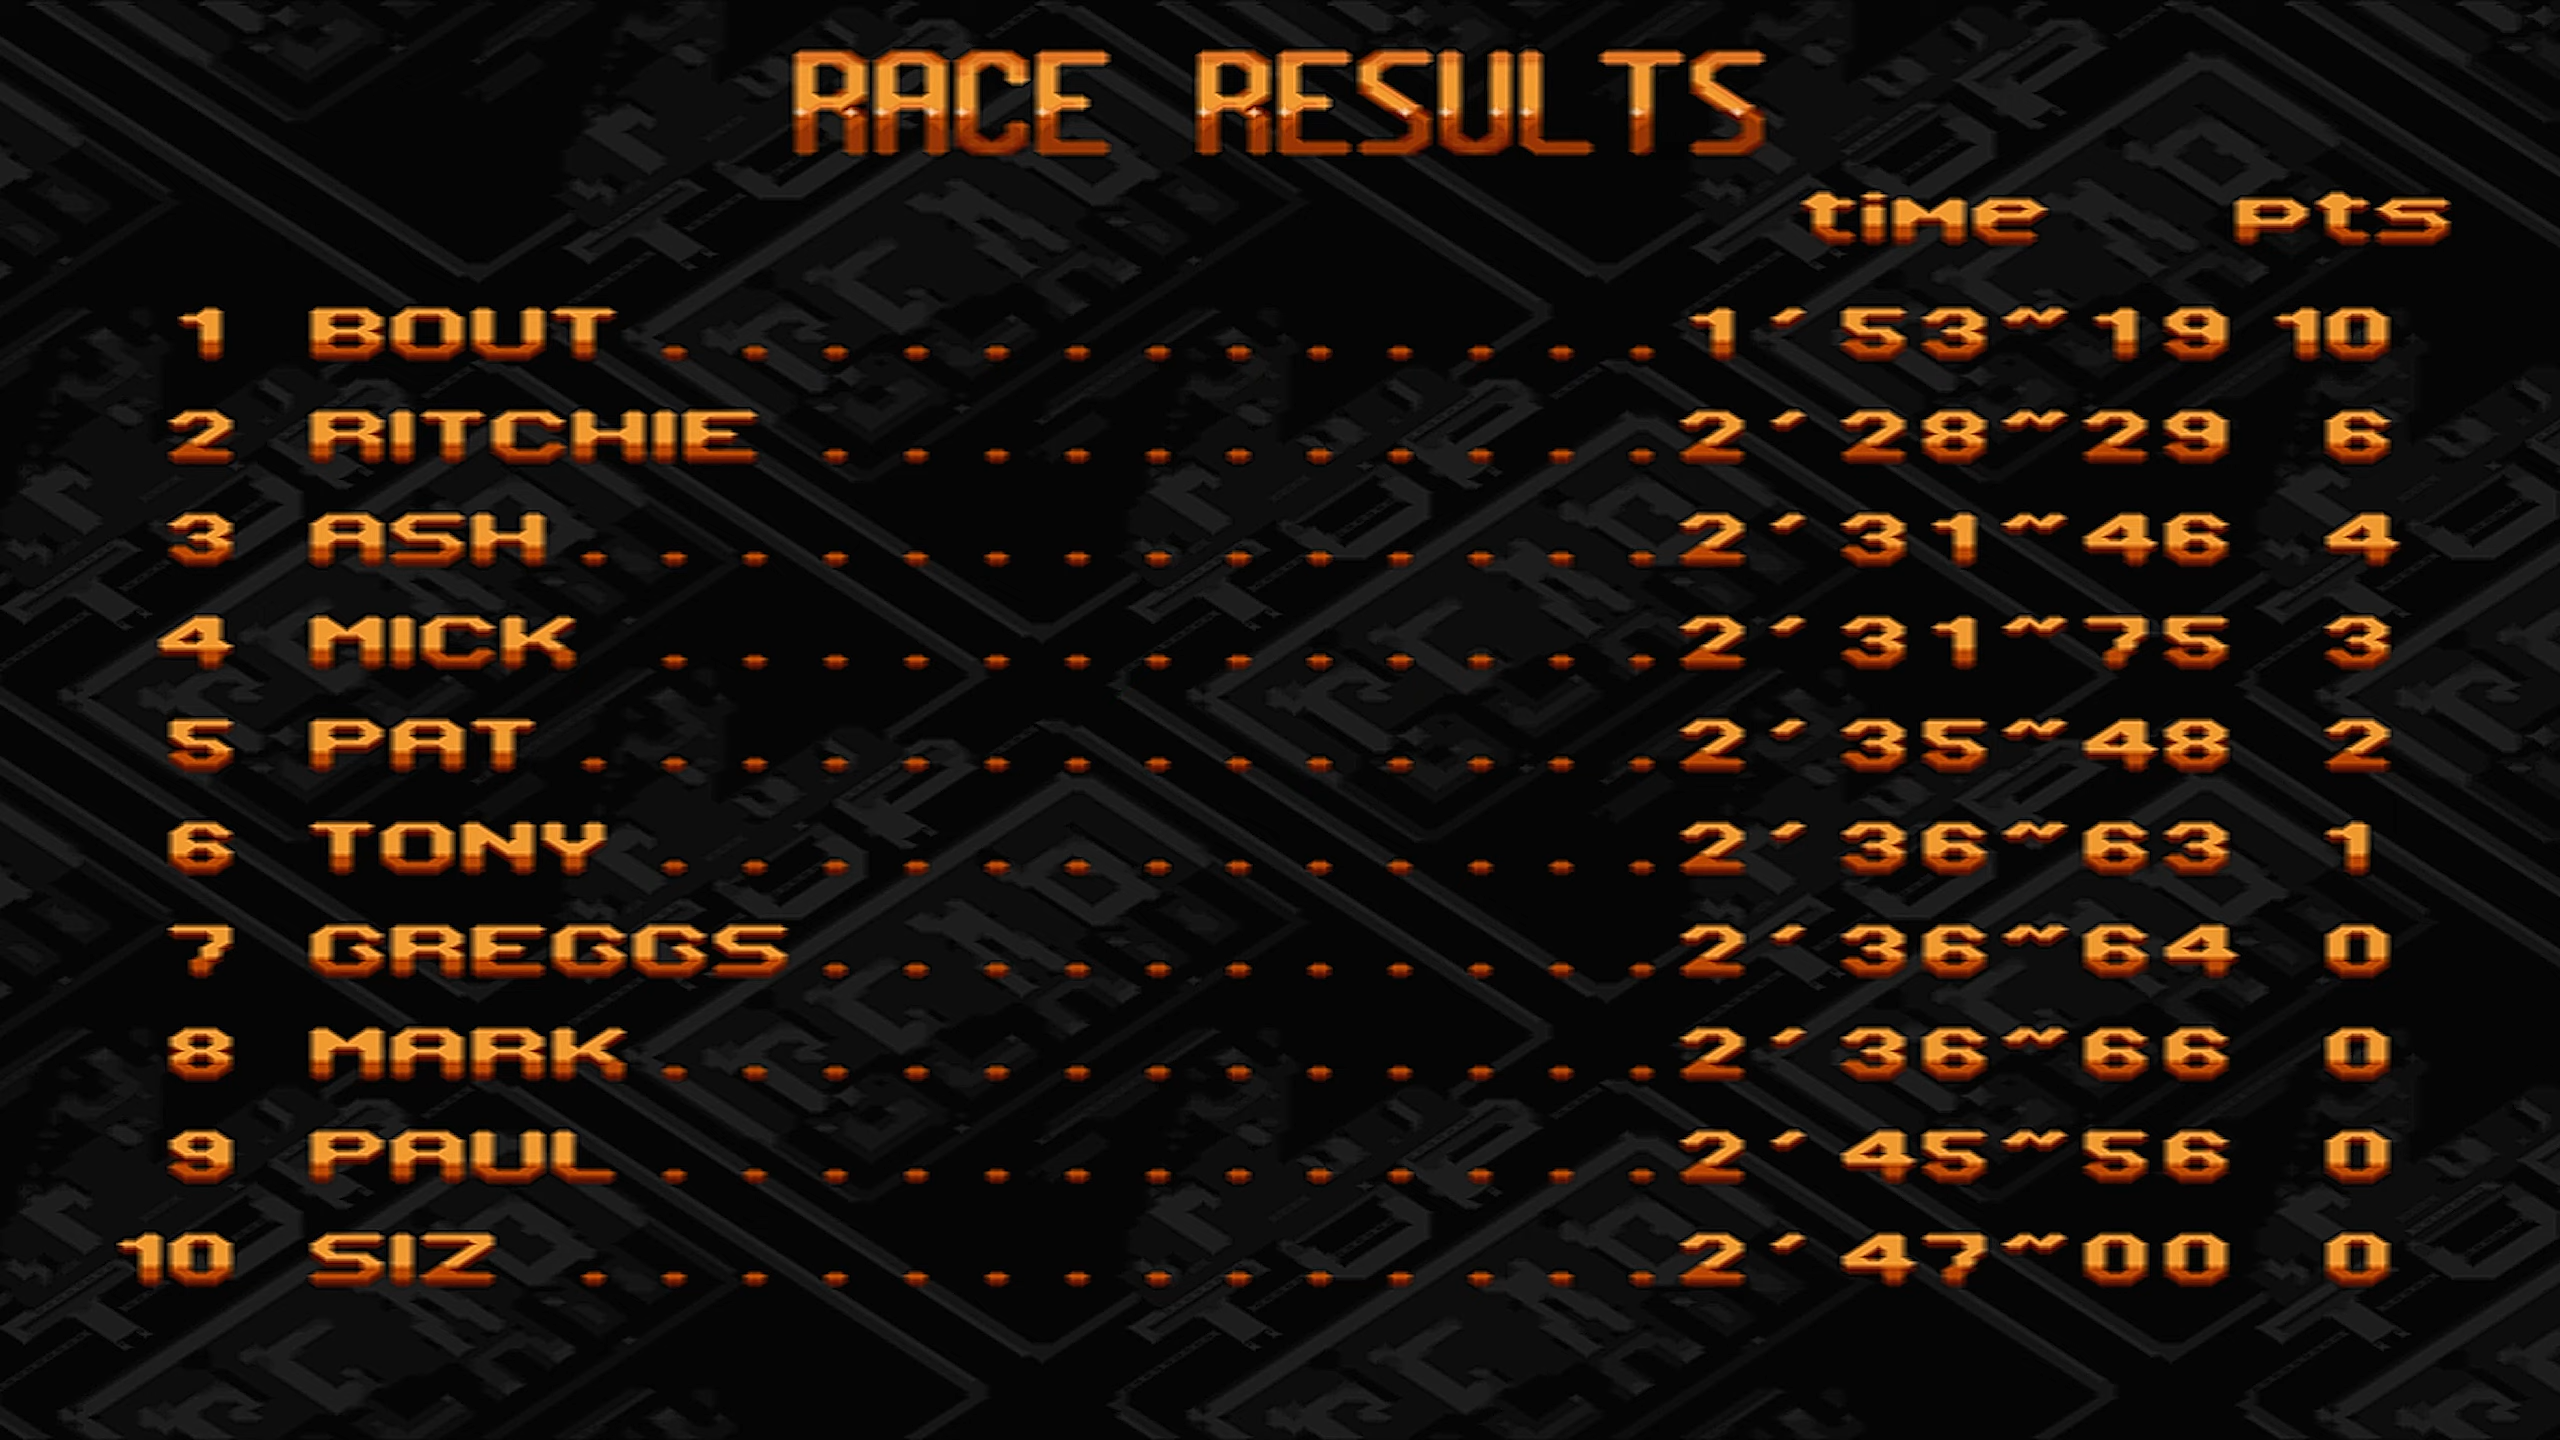 RACE RESULTS
time pts
1 BOUT . . . . . . . . . . . . . 1'53"19 10
2 RITCHIE . . . . . . . . . . . 2'28"29 6
3 ASH . . . . . . . . . . . . . . 2'31"46 4
4 MICK . . . . . . . . . . . . . 2'31"75 3
5 PAT . . . . . . . . . . . . . . 2'35"48 2
6 TONY . . . . . . . . . . . . . 2'36"63 1
7 GREGGS . . . . . . . . . . . 2'36"64 0
8 MARK . . . . . . . . . . . . . 2'36"66 0
9 PAUL . . . . . . . . . . . . . 2'45"56 0
10 SIZ . . . . . . . . . . . . . . 2'47"00 0